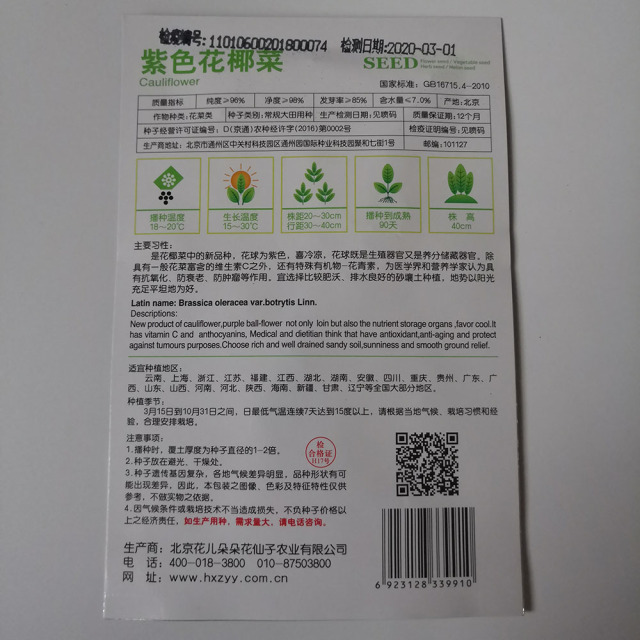 检疫编号:11010600201800074 检测日期:2020-03-01
紫色花椰菜
Cauliflower
SEED Flower seed / Vegetable seed
Herb seed / Melon seed
国家标准: GB16715.4-2010
质量指标 纯度≥96% 净度≥98% 发芽率≥85% 含水量≤7.0% 产地:北京
作物种类:花菜类 种子类别:常规大田用种 生产检测日期:见喷码 质量保证期:12个月
种子经营许可证编号: D(京通)农种经许字(2016)第0002号 检疫证明编号:见喷码
生产商地址: 北京市通州区中关村科技园区通州园国际种业科技园聚和七街1号 邮编:101127
播种温度 生长温度 株距20~30cm 播种到成熟 株 高
18~20℃ 15~30℃ 行距30~40cm 90天 40cm
主要习性:
是花椰菜中的新品种,花球为紫色,喜冷凉,花球既是生殖器官又是养分储藏器官。除
具有一般花菜富含的维生素C之外,还有特殊有机物—花青素,为医学界和营养学家认为具
有抗氧化、防衰老、防肿瘤等作用。宜选择比较肥沃、排水良好的砂壤土种植,地势以阳光
充足平坦地为好。
Latin name: Brassica oleracea var.botrytis Linn.
Descriptions:
New product of cauliflower,purple ball-flower not only loin but also the nutrient storage organs ,favor cool.It
has vitamin C and anthocyanins, Medical and dietitian think that have antioxidant,anti-aging and protect
against tumours purposes.Choose rich and well drained sandy soil,sunniness and smooth ground relief.
适宜种植地区:
云南、上海、浙江、江苏、福建、江西、湖北、湖南、安徽、四川、重庆、贵州、广东、广
西、山东、山西、河南、河北、陕西、海南、新疆、甘肃、辽宁等全国大部分地区。
种植季节:
3月15日到10月31日之间,日最低气温连续7天达到15度以上,请根据当地气候、栽培习惯和经
验,合理安排栽培。
注意事项:
1.播种时,覆土厚度为种子直径的1-2倍。
2.种子放在避光、干燥处。
3.种子遗传基因复杂,各地气候差异明显,品种形状有可
能出现差异,因此,本包装之图像、色彩及特征特性仅供
参考,不做实物之依据。
4.因气候条件或栽培技术不当造成损失,不负种子价格以
上之经济责任,如生产用种,需求量大,请电话咨询。
检
合格证
H17号
生产商:北京花儿朵朵花仙子农业有限公司
电 话: 400-018-3800 010-87503800
网 址: www.hxzyy.com.cn
6 923128 339910